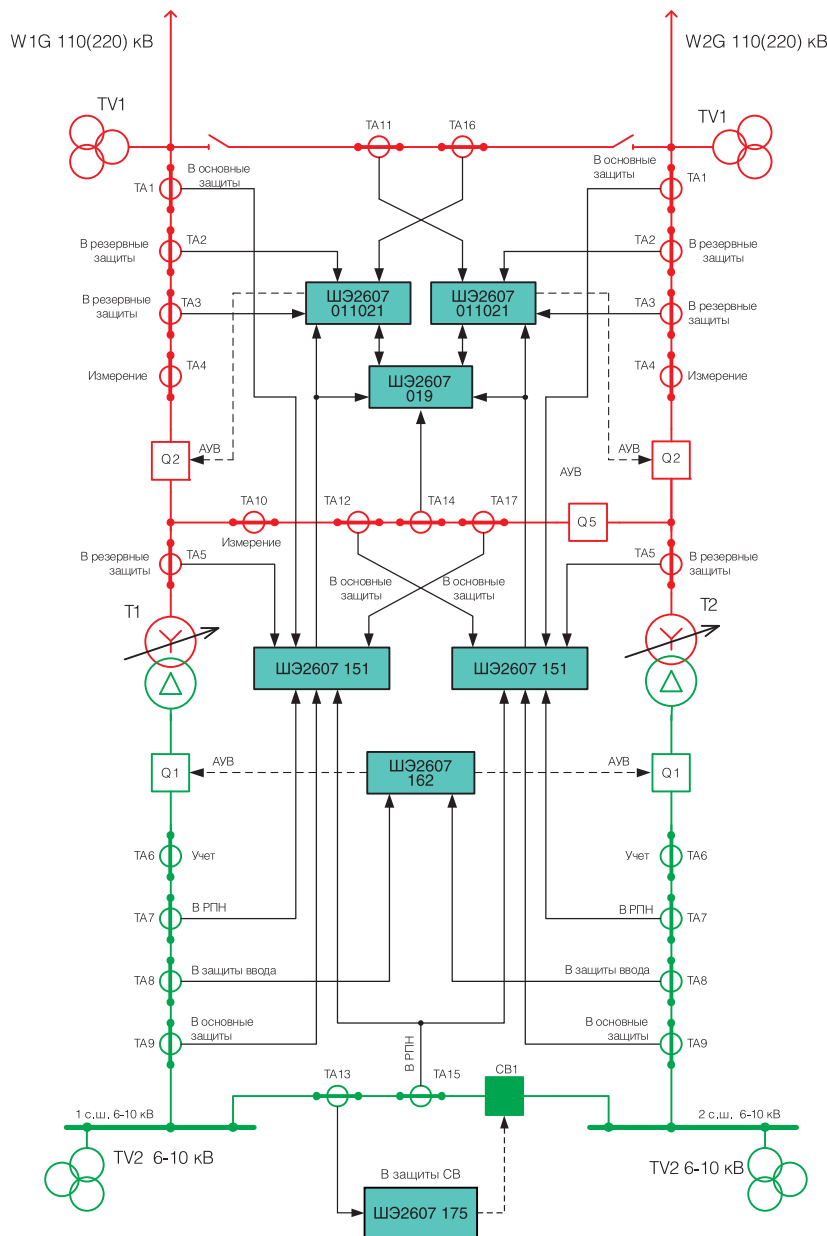 W1G 110(220) кВ
W2G 110(220) кВ
TV1
TA11
TA16
TV1
В основные
защиты
В основные
защиты
TA1
TA1
В резервные
защиты
TA2
TA2
В резервные
защиты
ШЭ2607
011021
ШЭ2607
011021
В резервные
защиты
TA3
TA3
В резервные
защиты
Измерение
TA4
ШЭ2607
019
TA4
Измерение
Q2
АУВ
АУВ
Q2
АУВ
TA10
TA12
TA14
TA17
Q5
Измерение
В резервные
защиты
TA5
В основные
защиты
В основные
защиты
TA5
В резервные
защиты
T1
T2
ШЭ2607 151
ШЭ2607 151
Q1
АУВ
ШЭ2607
162
АУВ
Q1
TA6
Учет
Учет
TA6
TA7
В РПН
В РПН
TA7
TA8
В защиты ввода
В защиты ввода
TA8
TA9
В основные
защиты
В основные
защиты
TA9
В РПН
TA13
TA15
СВ1
1 с.ш. 6-10 кВ
2 с.ш. 6-10 кВ
TV2 6-10 кВ
TV2 6-10 кВ
В защиты СВ
ШЭ2607 175